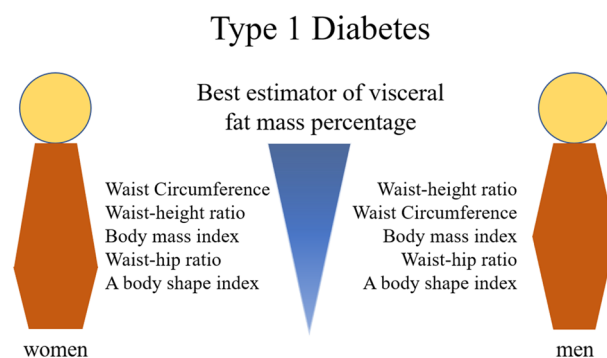 Type 1 Diabetes
Best estimator of visceral
fat mass percentage
Waist Circumference
Waist-height ratio
Body mass index
Waist-hip ratio
A body shape index
Waist-height ratio
Waist Circumference
Body mass index
Waist-hip ratio
A body shape index
women
men